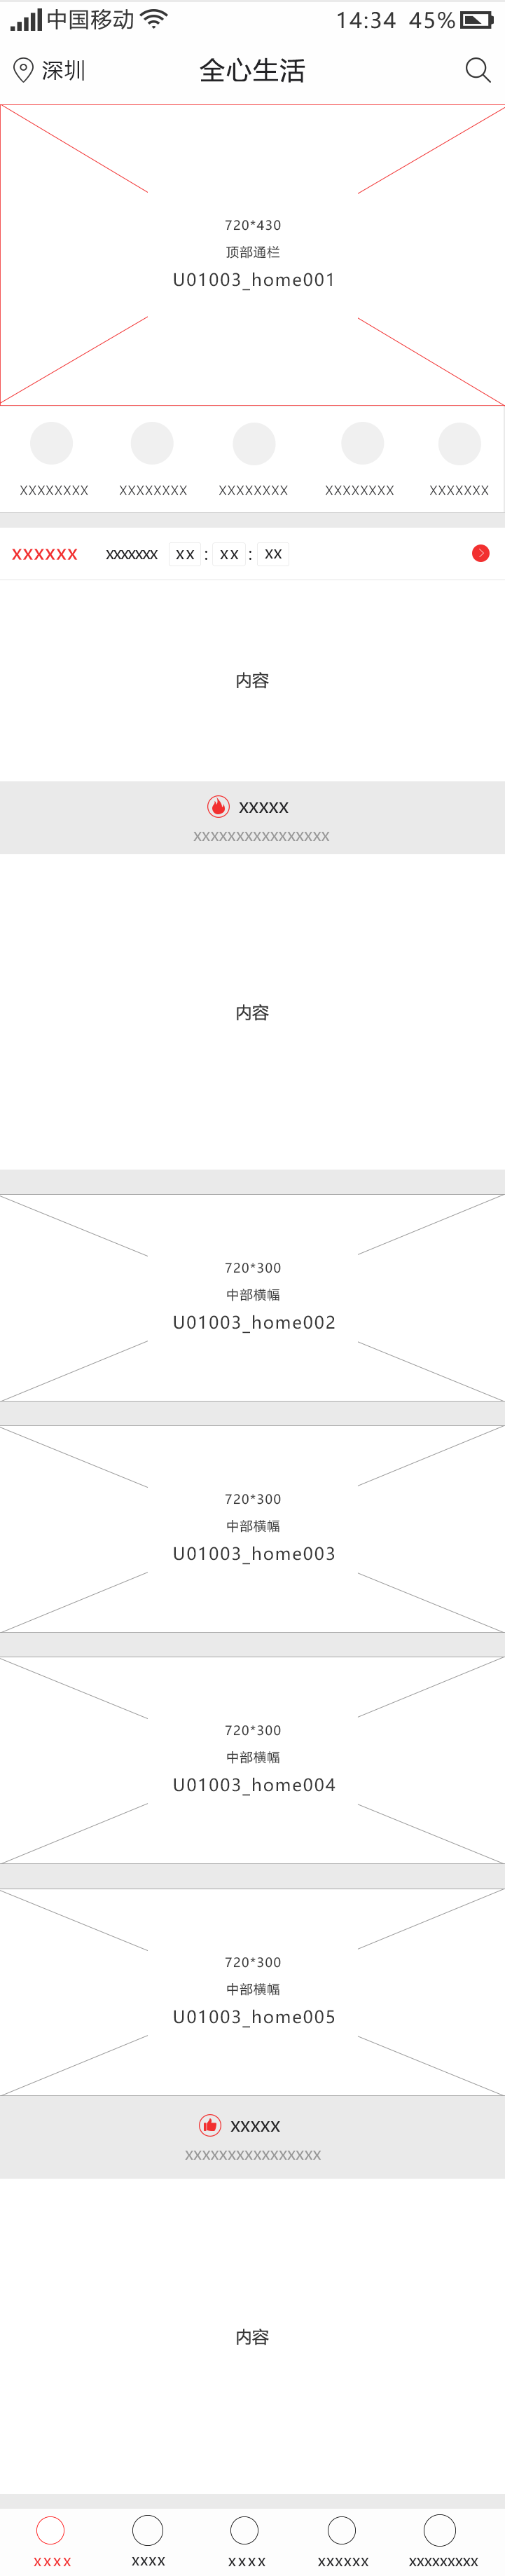 中国移动 14:34 45%
深圳 全心生活
720*430
顶部通栏
U01003_home001
XXXXXXXX XXXXXXXX XXXXXXXX XXXXXXXX XXXXXXX
XXXXXX XXXXXXX XX : XX : XX
内容
XXXXX
XXXXXXXXXXXXXXXX
内容
720*300
中部横幅
U01003_home002
720*300
中部横幅
U01003_home003
720*300
中部横幅
U01003_home004
720*300
中部横幅
U01003_home005
XXXXX
XXXXXXXXXXXXXXXX
内容
XXXX XXXX XXXX XXXXXX XXXXXXXXX